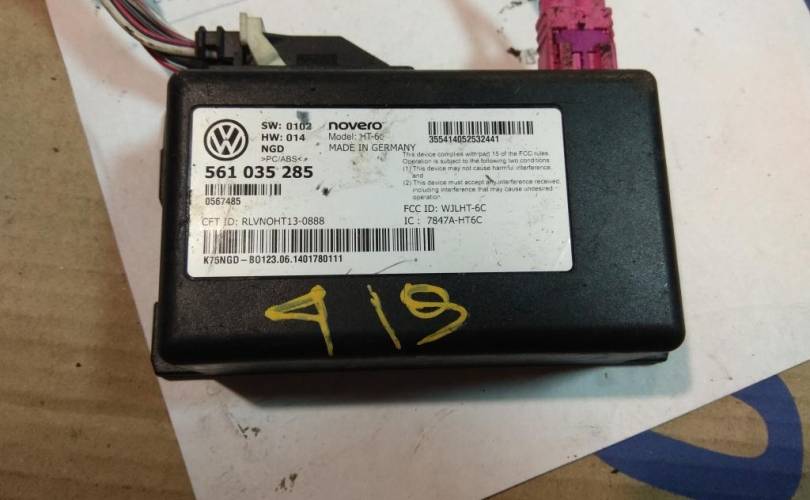 SW: 0102
HW: 014
NGD
>PC/ABS<
561 035 285
0567485
CFT ID: RLVNOHT13-0888
K75NGD-B0123.06.1401780111
novero
Model: HT-6c
MADE IN GERMANY
355414052532441
This device complies with part 15 of the FCC rules.
Operation is subject to the following two conditions
(1) This device may not cause harmful interference,
and
(2) This device must accept any interference received,
including interference that may cause undesired
operation
FCC ID: WJLHT-6C
IC : 7847A-HT6C